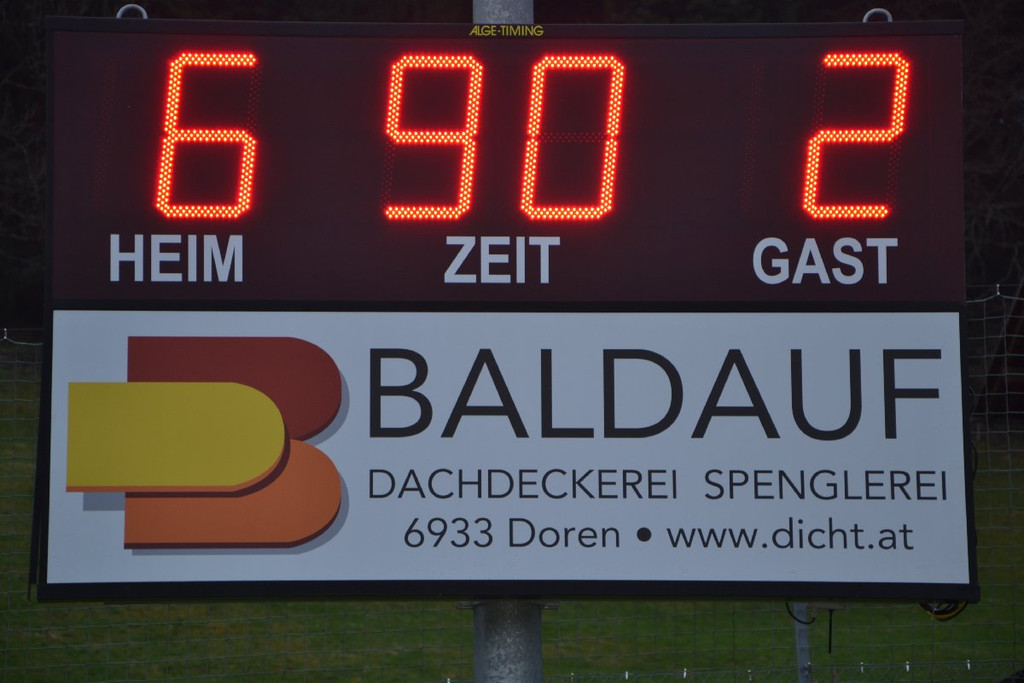 ALGE-TIMING
6 90 2
HEIM ZEIT GAST
BALDAUF
DACHDECKEREI SPENGLEREI
6933 Doren • www.dicht.at